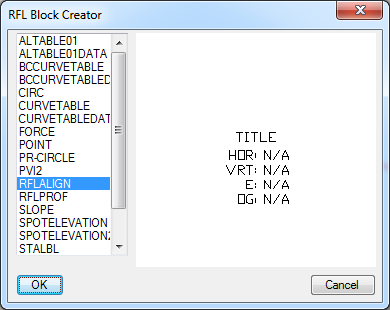 RFL Block Creator
ALTABLE01
ALTABLE01DATA
BCCURVETABLE
BCCURVETABLED
CIRC
CURVETABLE
CURVETABLEDAT
FORCE
POINT
PR-CIRCLE
PVI2
RFLALIGN
RFLPROF
SLOPE
SPOTELEVATION
SPOTELEVATION2
STALBL
TITLE
HOR: N/A
VRT: N/A
E: N/A
OG: N/A
OK
Cancel